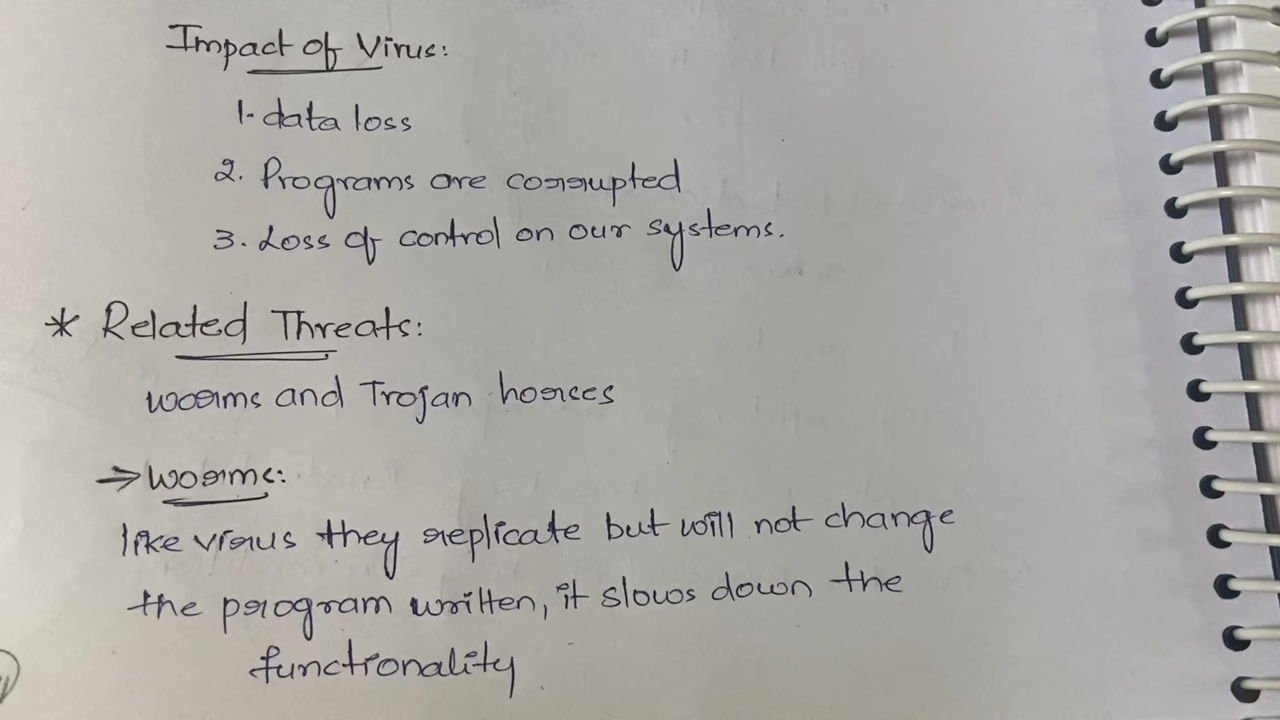 Impact of Virus:
1. data loss
2. Programs are corrupted
3. Loss of control on our systems.
* Related Threats:
worms and Trojan horses
→ Worms:
like virus they replicate but will not change
the program written, it slows down the
functionality